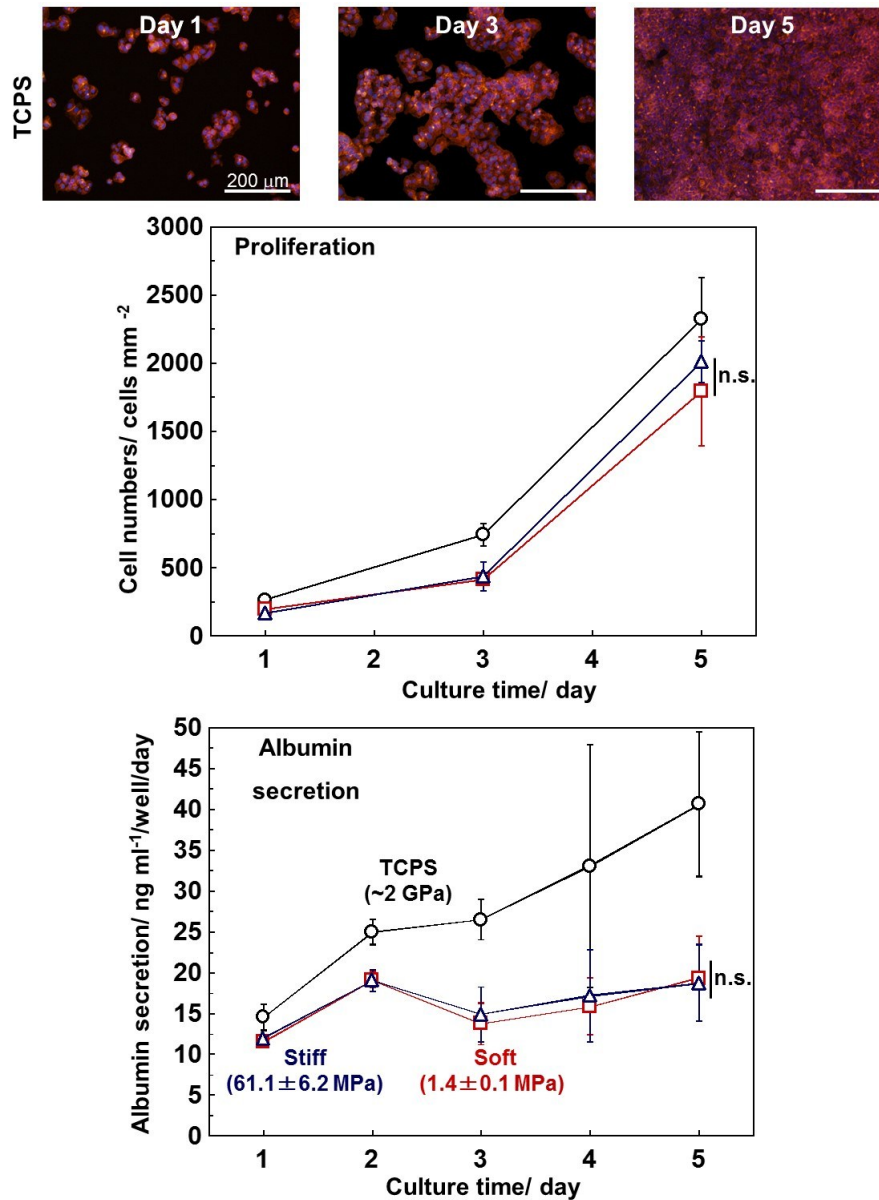 Day 1
Day 3
Day 5
TCPS
200 μm
Proliferation
3000
2500
2000
1500
1000
500
0
n.s.
Cell numbers/ cells mm -2
1 2 3 4 5
Culture time/ day
Albumin
secretion
50
45
40
35
30
25
20
15
10
5
0
TCPS
(~2 GPa)
n.s.
Stiff
(61.1±6.2 MPa)
Soft
(1.4±0.1 MPa)
Albumin secretion/ ng ml⁻¹/well/day
1 2 3 4 5
Culture time/ day